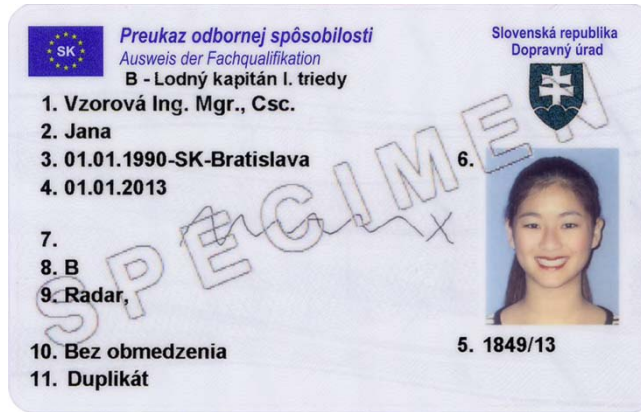 SK
Preukaz odbornej spôsobilosti
Ausweis der Fachqualifikation
B - Lodný kapitán I. triedy
Slovenská republika
Dopravný úrad
1. Vzorová Ing. Mgr., Csc.
2. Jana
3. 01.01.1990-SK-Bratislava
4. 01.01.2013
6.
7.
8. B
9. Radar,
5. 1849/13
10. Bez obmedzenia
11. Duplikát
SPECIMEN